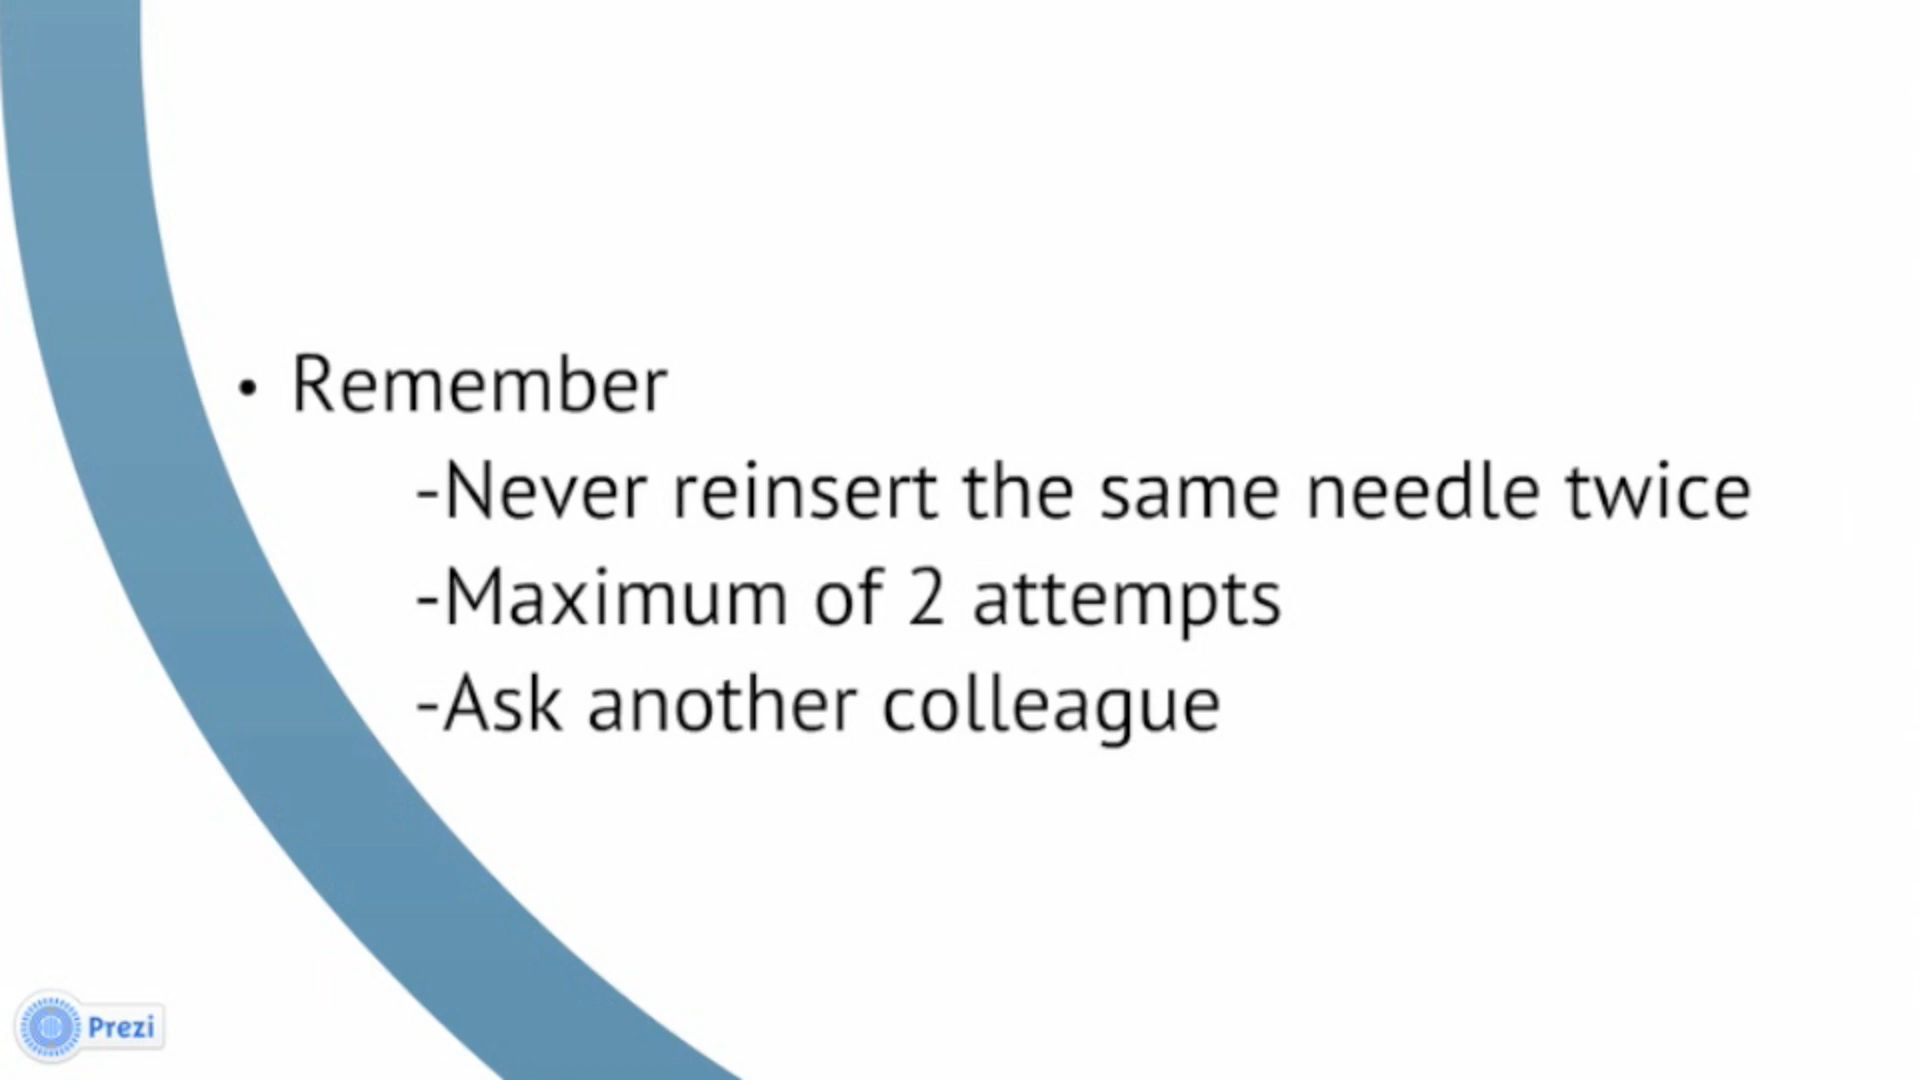 • Remember
-Never reinsert the same needle twice
-Maximum of 2 attempts
-Ask another colleague
Prezi